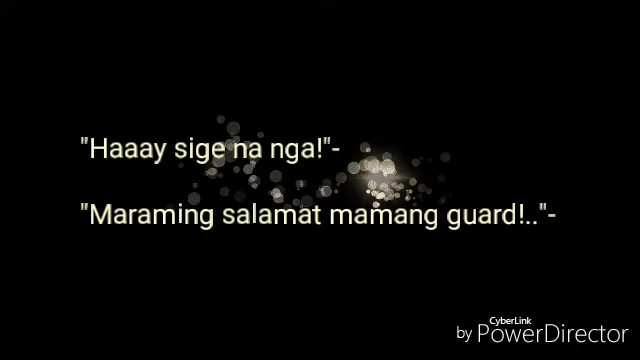 "Haaay sige na nga!"-
"Maraming salamat mamang guard!.."-
CyberLink
by PowerDirector